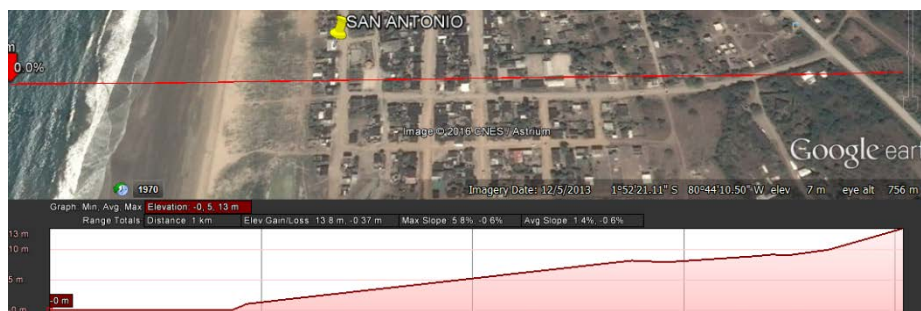 SAN ANTONIO
m
0.0%
Image © 2016 CNES / Astrium
Google eart
1970
Imagery Date: 12/5/2013 1°52'21.11" S 80°44'10.50" W elev 7 m eye alt 756 m
Graph: Min, Avg, Max Elevation: -0, 5, 13 m
Range Totals: Distance: 1 km Elev Gain/Loss: 13.8 m, -0.37 m Max Slope: 5.8%, -0.6% Avg Slope: 1.4%, -0.6%
13 m
10 m
5 m
-0 m
-0 m